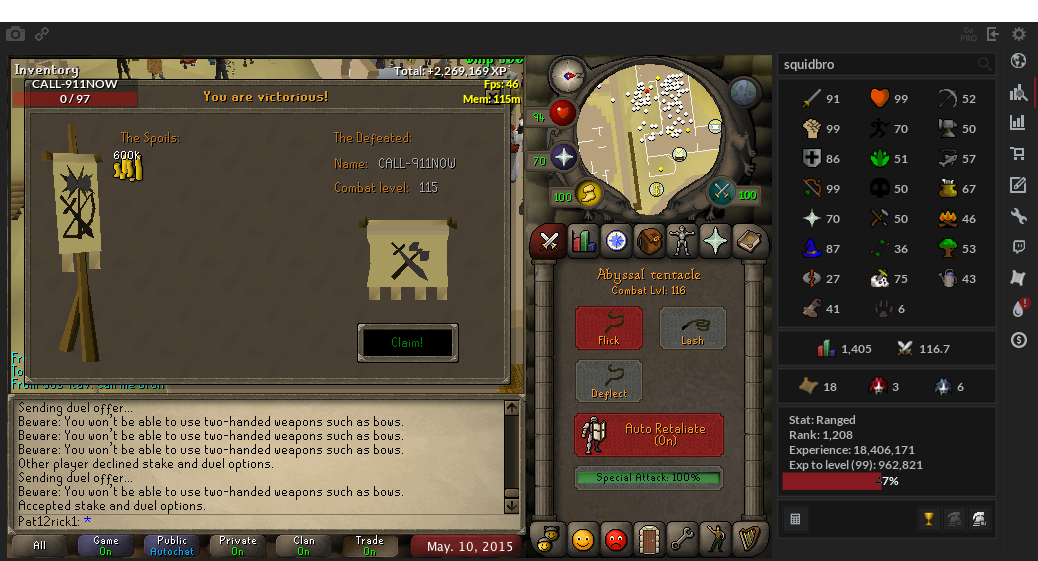 Go
PRO
Inventory
Total: +2,269,169 XP
CALL-911NOW
0 / 97
You are victorious!
Fps: 46
Mem: 115m
The Spoils:
600k
The Defeated:
Name: CALL-911NOW
Combat level: 115
Claim!
Fr
To
Sending duel offer...
Beware: You won't be able to use two-handed weapons such as bows.
Beware: You won't be able to use two-handed weapons such as bows.
Beware: You won't be able to use two-handed weapons such as bows.
Other player declined stake and duel options.
Sending duel offer...
Beware: You won't be able to use two-handed weapons such as bows.
Accepted stake and duel options.
Pat12rick1: *
All
Game
On
Public
Autochat
Private
On
Clan
On
Trade
On
May. 10, 2015
94
70
100
100
Abyssal tentacle
Combat Lvl: 116
Flick
Lash
Deflect
Auto Retaliate
(On)
Special Attack: 100%
squidbro
91 99 52
99 70 50
86 51 57
99 50 67
70 50 46
87 36 53
27 75 43
41 6
1,405 116.7
18 3 6
Stat: Ranged
Rank: 1,208
Experience: 18,406,171
Exp to level (99): 962,821
47%